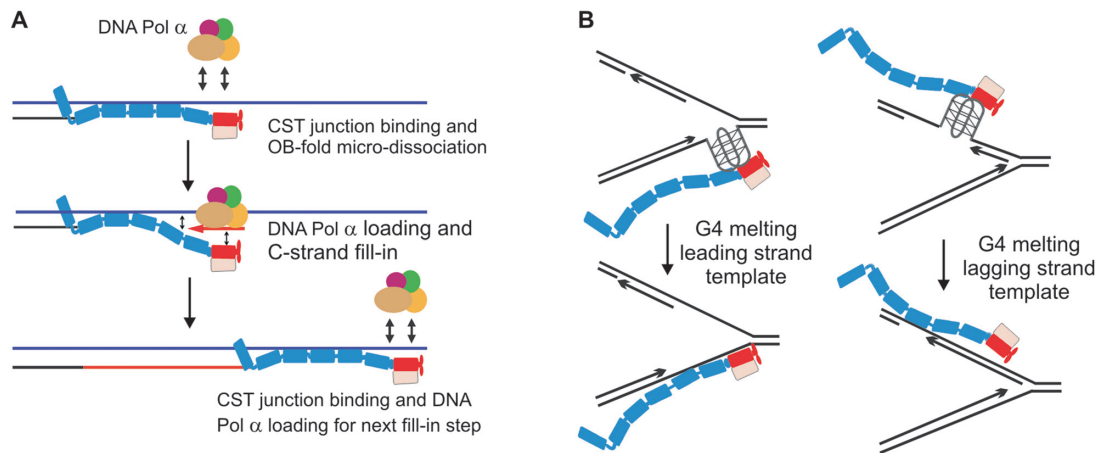 A
DNA Pol α
CST junction binding and
OB-fold micro-dissociation
DNA Pol α loading and
C-strand fill-in
CST junction binding and DNA
Pol α loading for next fill-in step
B
G4 melting
leading strand
template
G4 melting
lagging strand
template